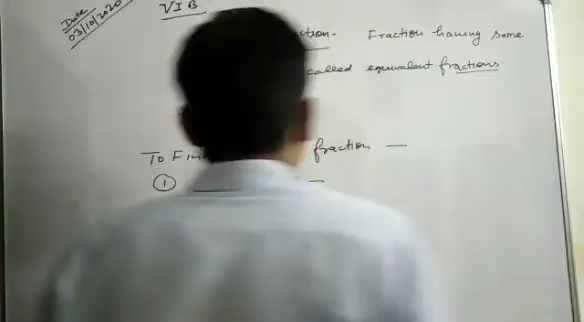 Date
03/10/2020
VI B
ction- Fraction having same
called equivalent fractions
To Fin fraction —
①